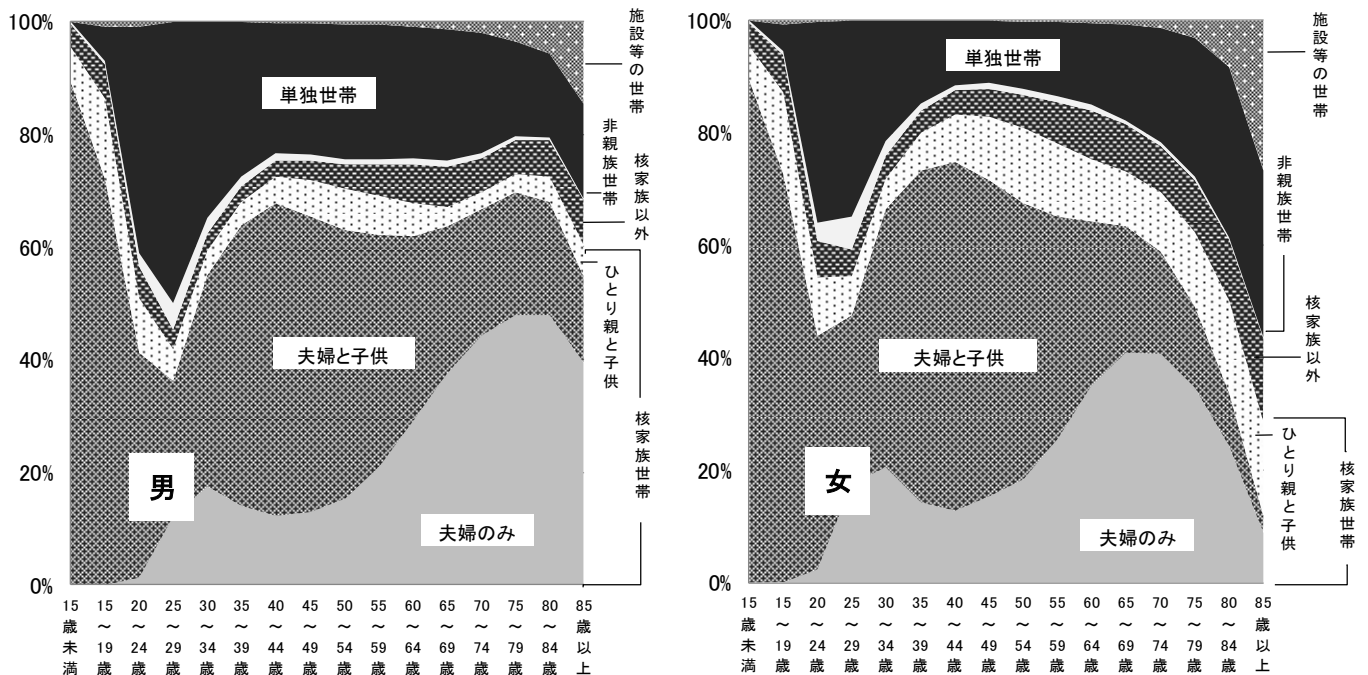 100%
80%
60%
40%
20%
0%
単独世帯
夫婦と子供
男
夫婦のみ
施設等の世帯
非親族世帯
核家族以外
ひとり親と子供
核家族世帯
15歳未満
15～19歳
20～24歳
25～29歳
30～34歳
35～39歳
40～44歳
45～49歳
50～54歳
55～59歳
60～64歳
65～69歳
70～74歳
75～79歳
80～84歳
85歳以上
100%
80%
60%
40%
20%
0%
単独世帯
夫婦と子供
女
夫婦のみ
施設等の世帯
非親族世帯
核家族以外
ひとり親と子供
核家族世帯
15歳未満
15～19歳
20～24歳
25～29歳
30～34歳
35～39歳
40～44歳
45～49歳
50～54歳
55～59歳
60～64歳
65～69歳
70～74歳
75～79歳
80～84歳
85歳以上